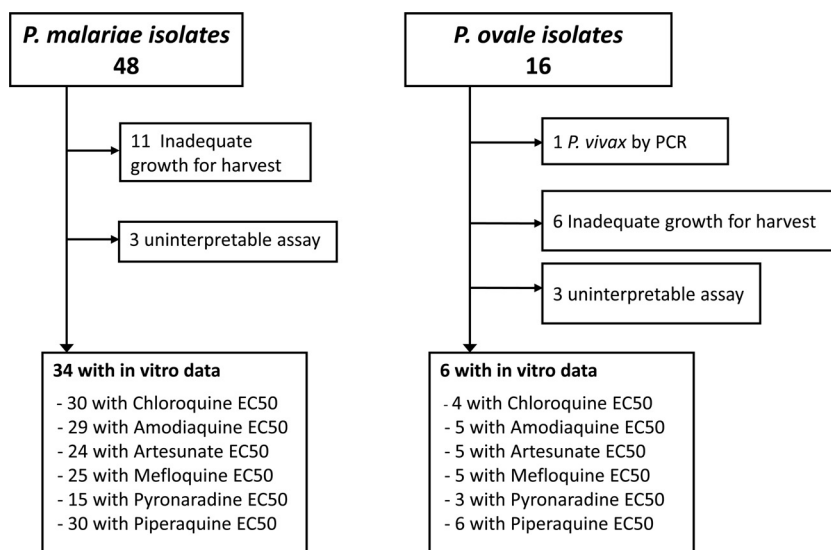 P. malariae isolates
48
11 Inadequate
growth for harvest
3 uninterpretable assay
34 with in vitro data
- 30 with Chloroquine EC50
- 29 with Amodiaquine EC50
- 24 with Artesunate EC50
- 25 with Mefloquine EC50
- 15 with Pyronaradine EC50
- 30 with Piperaquine EC50
P. ovale isolates
16
1 P. vivax by PCR
6 Inadequate growth for harvest
3 uninterpretable assay
6 with in vitro data
- 4 with Chloroquine EC50
- 5 with Amodiaquine EC50
- 5 with Artesunate EC50
- 5 with Mefloquine EC50
- 3 with Pyronaradine EC50
- 6 with Piperaquine EC50